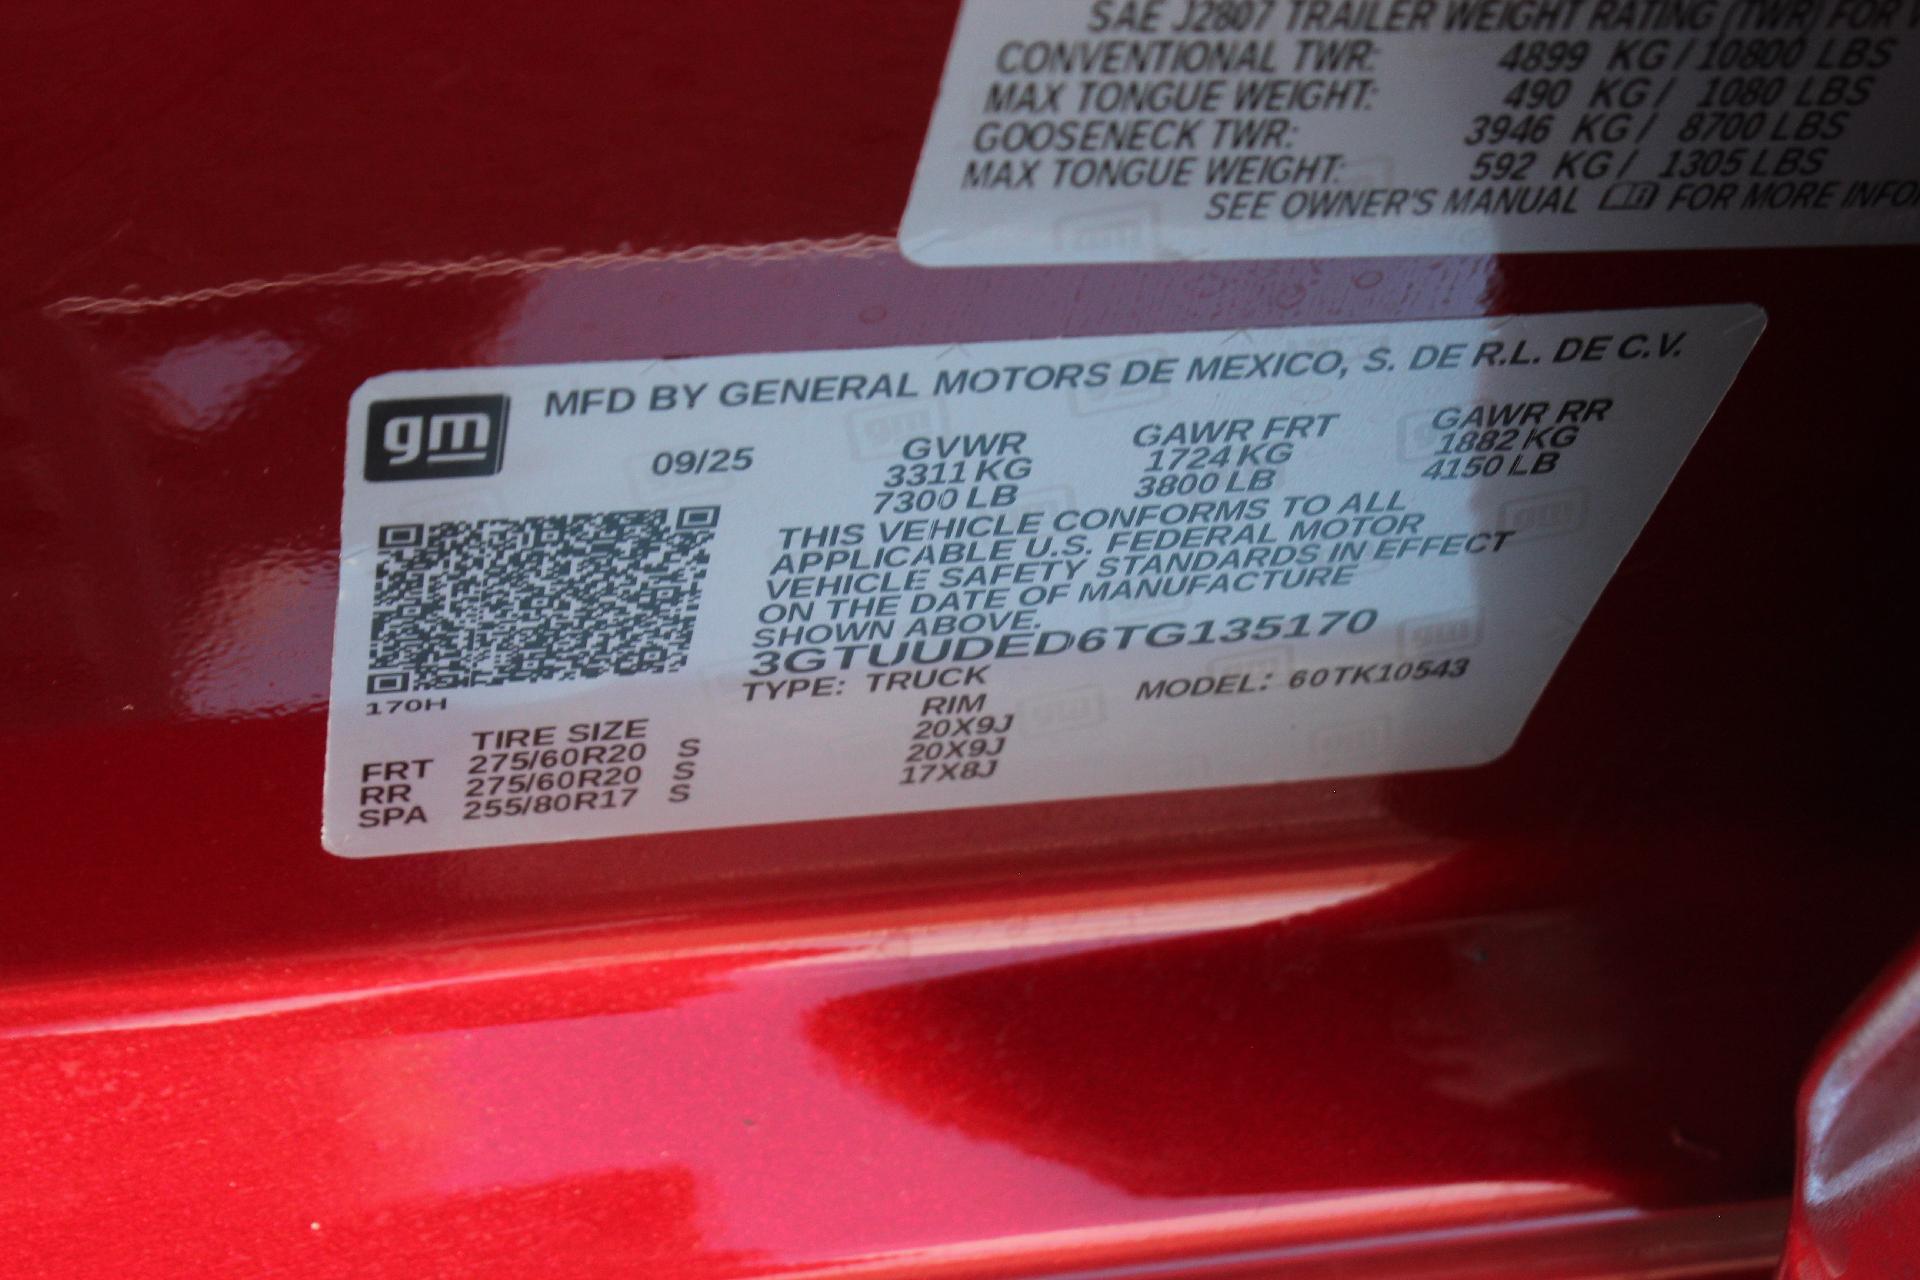 SAE J2807 TRAILER WEIGHT RATING (TWR) FOR
CONVENTIONAL TWR: 4899 KG / 10800 LBS
MAX TONGUE WEIGHT: 490 KG / 1080 LBS
GOOSENECK TWR: 3946 KG / 8700 LBS
MAX TONGUE WEIGHT: 592 KG / 1305 LBS
SEE OWNER'S MANUAL FOR MORE INFO
gm
MFD BY GENERAL MOTORS DE MEXICO, S. DE R.L. DE C.V.
09/25 GVWR GAWR FRT GAWR RR
3311 KG 1724 KG 1882 KG
7300 LB 3800 LB 4150 LB
THIS VEHICLE CONFORMS TO ALL
APPLICABLE U.S. FEDERAL MOTOR
VEHICLE SAFETY STANDARDS IN EFFECT
ON THE DATE OF MANUFACTURE
SHOWN ABOVE.
3GTUUDED6TG135170
TYPE: TRUCK MODEL: 60TK10543
170H
TIRE SIZE RIM
FRT 275/60R20 S 20X9J
RR 275/60R20 S 20X9J
SPA 255/80R17 S 17X8J